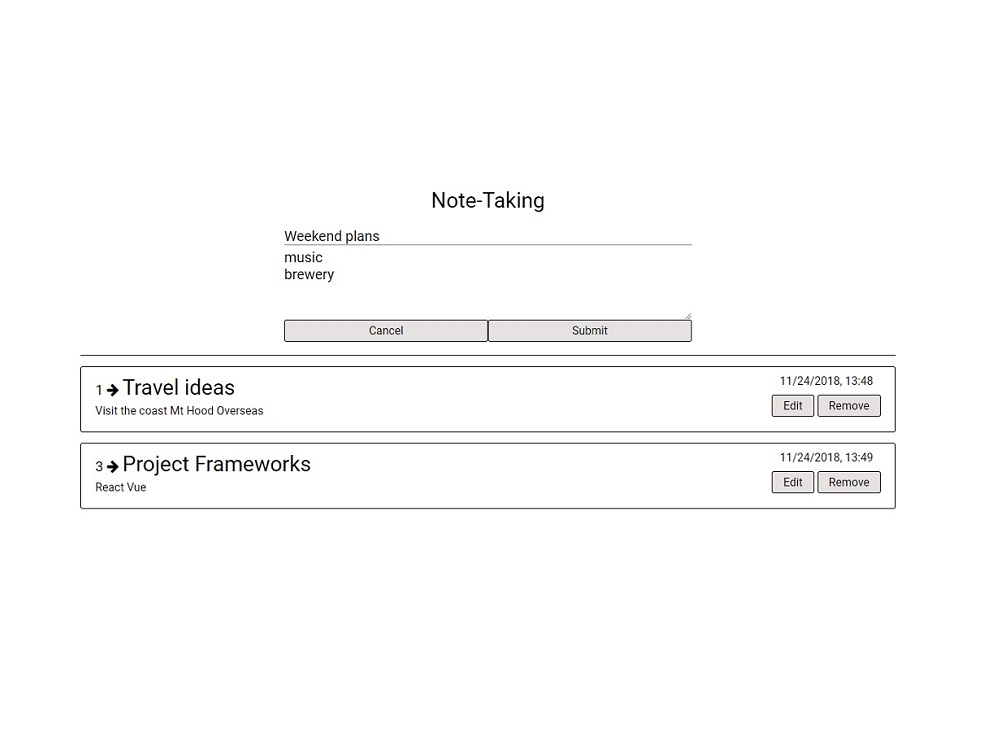 Note-Taking
Weekend plans
music
brewery
Cancel Submit
1 Travel ideas
11/24/2018, 13:48
Visit the coast Mt Hood Overseas
Edit Remove
3 Project Frameworks
11/24/2018, 13:49
React Vue
Edit Remove